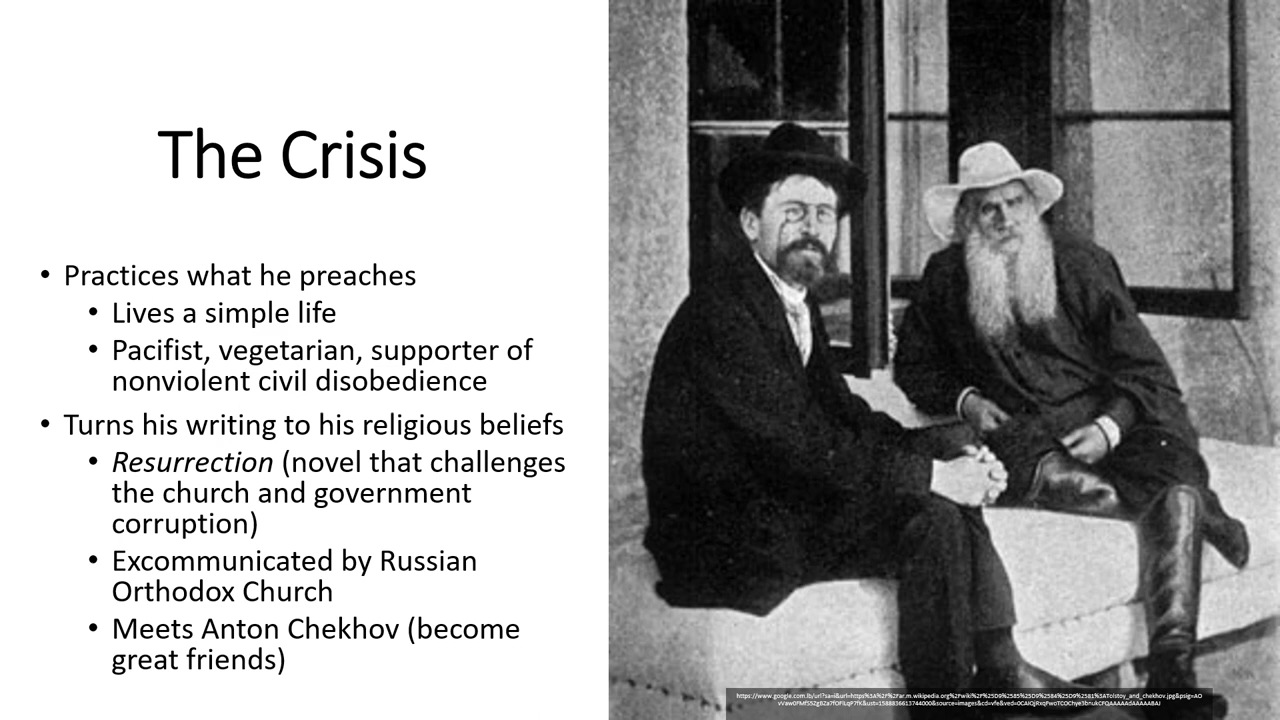 The Crisis
• Practices what he preaches
• Lives a simple life
• Pacifist, vegetarian, supporter of
nonviolent civil disobedience
• Turns his writing to his religious beliefs
• Resurrection (novel that challenges
the church and government
corruption)
• Excommunicated by Russian
Orthodox Church
• Meets Anton Chekhov (become
great friends)